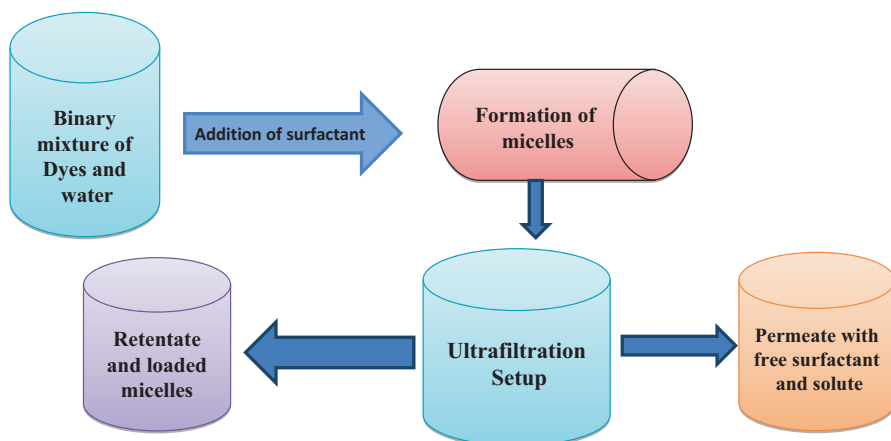 Binary
mixture of
Dyes and
water
Addition of surfactant
Formation of
micelles
Retentate
and loaded
micelles
Ultrafiltration
Setup
Permeate with
free surfactant
and solute